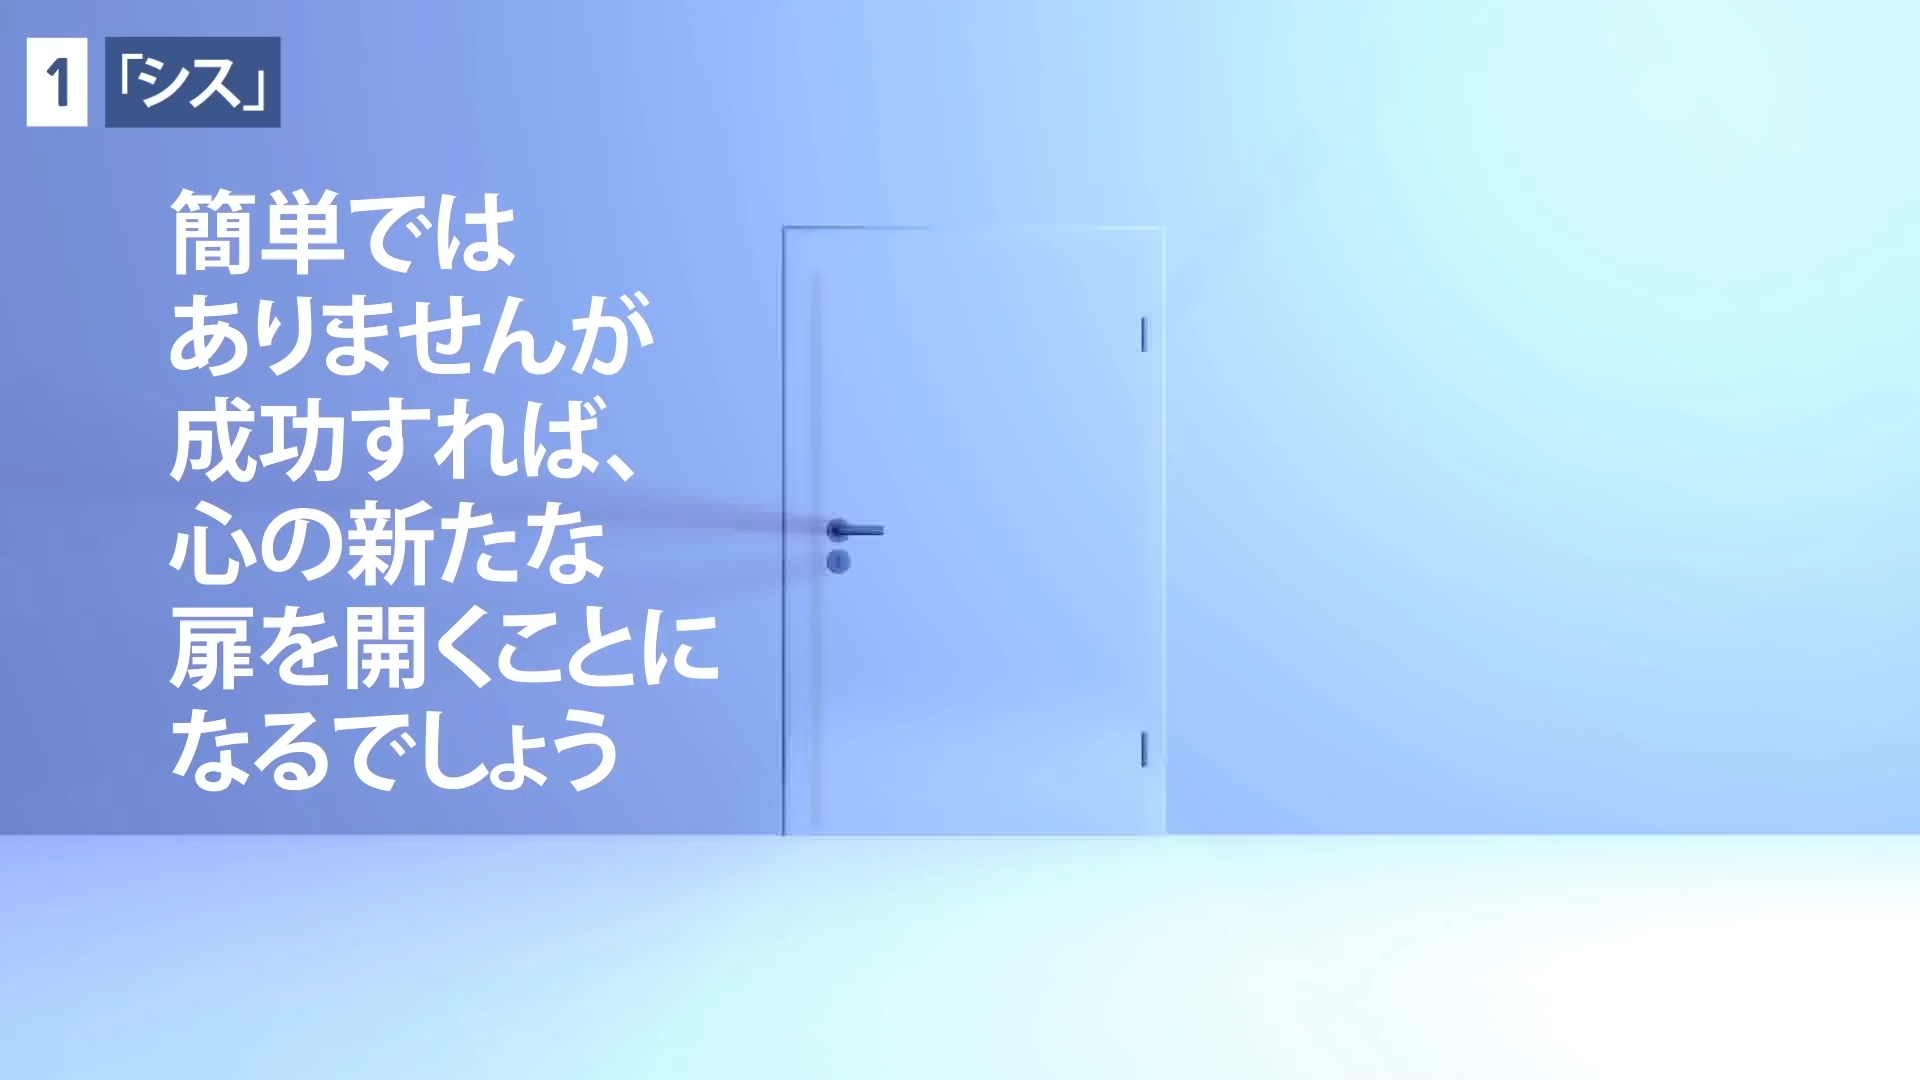 1 「シス」
簡単では
ありませんが
成功すれば、
心の新たな
扉を開くことに
なるでしょう